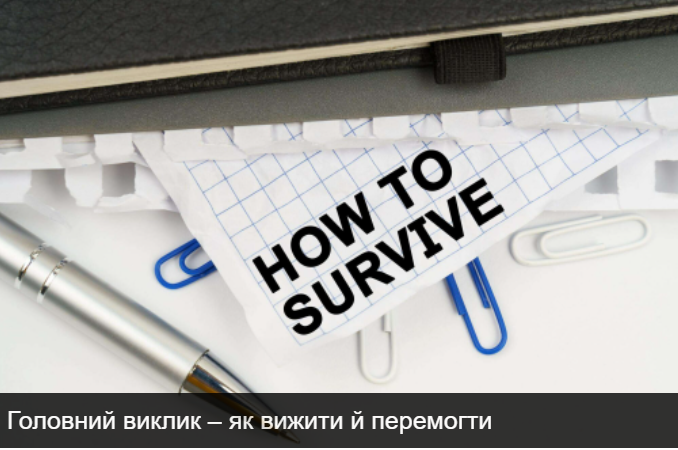 HOW TO
SURVIVE
Головний виклик – як вижити й перемогти